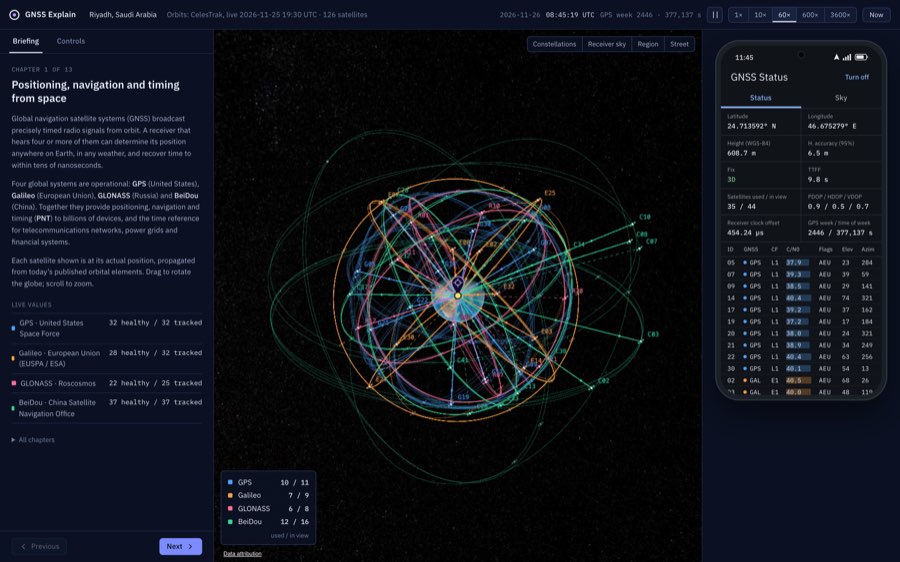 GNSS Explain
Riyadh, Saudi Arabia
Orbits: CelesTrak, live 2026-11-25 19:30 UTC · 126 satellites
2026-11-26 08:45:19 UTC GPS week 2446 · 377,137 s
1× 10× 60× 600× 3600× Now
Briefing Controls
CHAPTER 1 OF 13
Positioning, navigation and timing
from space
Global navigation satellite systems (GNSS) broadcast
precisely timed radio signals from orbit. A receiver that
hears four or more of them can determine its position
anywhere on Earth, in any weather, and recover time to
within tens of nanoseconds.
Four global systems are operational: GPS (United States),
Galileo (European Union), GLONASS (Russia) and BeiDou
(China). Together they provide positioning, navigation and
timing (PNT) to billions of devices, and the time reference
for telecommunications networks, power grids and
financial systems.
Each satellite shown is at its actual position, propagated
from today's published orbital elements. Drag to rotate
the globe; scroll to zoom.
LIVE VALUES
GPS · United States 32 healthy / 32 tracked
Space Force
Galileo · European Union 28 healthy / 32 tracked
(EUSPA / ESA)
GLONASS · Roscosmos 22 healthy / 25 tracked
BeiDou · China Satellite 37 healthy / 37 tracked
Navigation Office
All chapters
Previous Next
Constellations Receiver sky Region Street
E25
C10
C07
C03
C02
E32
G19
GPS 10 / 11
Galileo 7 / 9
GLONASS 6 / 8
BeiDou 12 / 16
used / in view
Data attribution
11:45
GNSS Status Turn off
Status Sky
Latitude Longitude
24.713592° N 46.675279° E
Height (WGS-84) H. accuracy (95%)
608.7 m 6.5 m
Fix TTFF
3D 9.8 s
Satellites used / in view PDOP / HDOP / VDOP
35 / 44 0.9 / 0.5 / 0.7
Receiver clock offset GPS week / time of week
454.24 µs 2446 / 377,137 s
ID GNSS CF C/N0 Flags Elev Azim
05 GPS L1 37.9 AEU 23 284
07 GPS L1 39.3 AEU 39 59
09 GPS L1 38.5 AEU 29 141
14 GPS L1 40.4 AEU 74 321
17 GPS L1 39.2 AEU 37 162
19 GPS L1 37.2 AEU 17 184
20 GPS L1 38.0 AEU 24 321
21 GPS L1 38.9 AEU 34 249
22 GPS L1 40.4 AEU 63 256
30 GPS L1 40.1 AEU 54 13
02 GAL E1 40.5 AEU 68 26
GAL E1 40.0 AEU 48